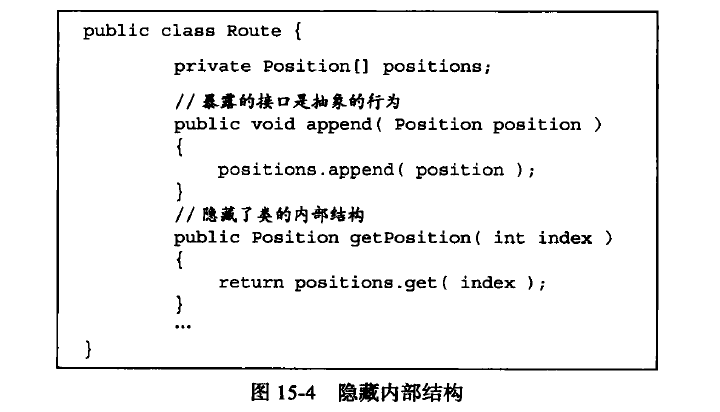 public class Route {
private Position[] positions;
//暴露的接口是抽象的行为
public void append( Position position )
{
positions.append( position );
}
//隐藏了类的内部结构
public Position getPosition( int index )
{
return positions.get( index );
}
…
}
图 15-4 隐藏内部结构